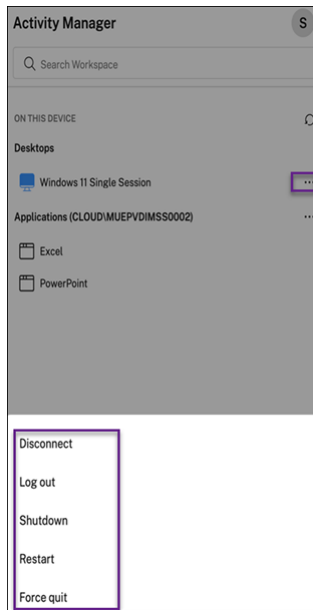 Activity Manager
S
Search Workspace
ON THIS DEVICE
Desktops
Windows 11 Single Session
...
Applications (CLOUD\MUEPVDIMSS0002)
...
Excel
PowerPoint
Disconnect
Log out
Shutdown
Restart
Force quit